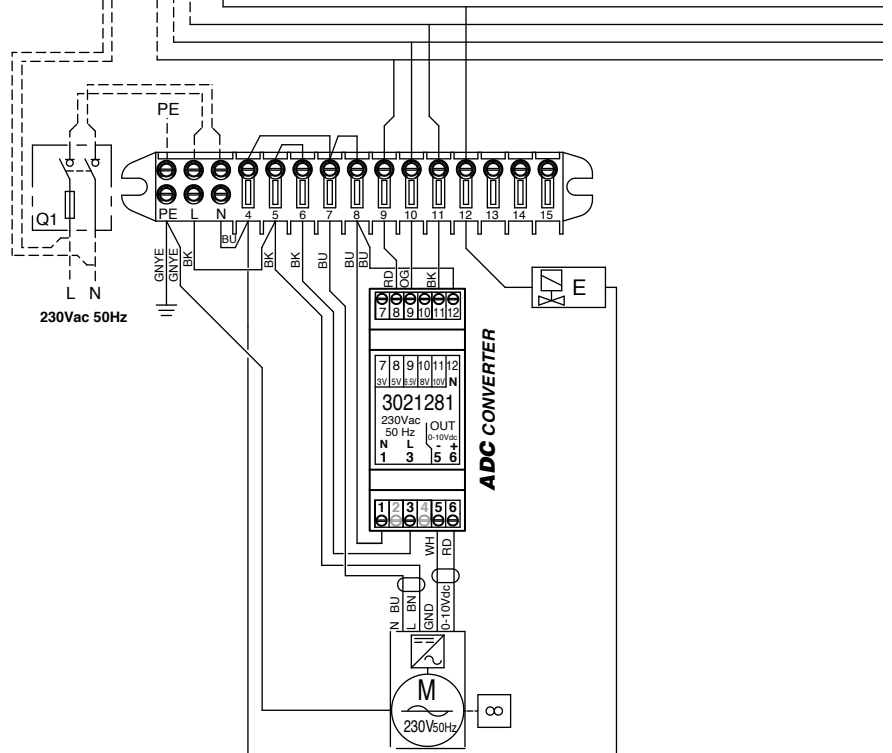 PE
Q1
PE L N 4 5 6 7 8 9 10 11 12 13 14 15
BU
GNYE
GNYE
BK
BK
BK
BU
BU
BU
RD
OG
BK
L N
230Vac 50Hz
E
7 8 9 10 11 12
7 8 9 10 11 12
3V 5V 6.5V 8V 10V N
3021281
230Vac
50 Hz
OUT
0-10Vdc
N L - +
1 3 5 6
ADC CONVERTER
1 2 3 4 5 6
WH
RD
N BU
L BN
GND
0-10Vdc
M
230V50Hz
8